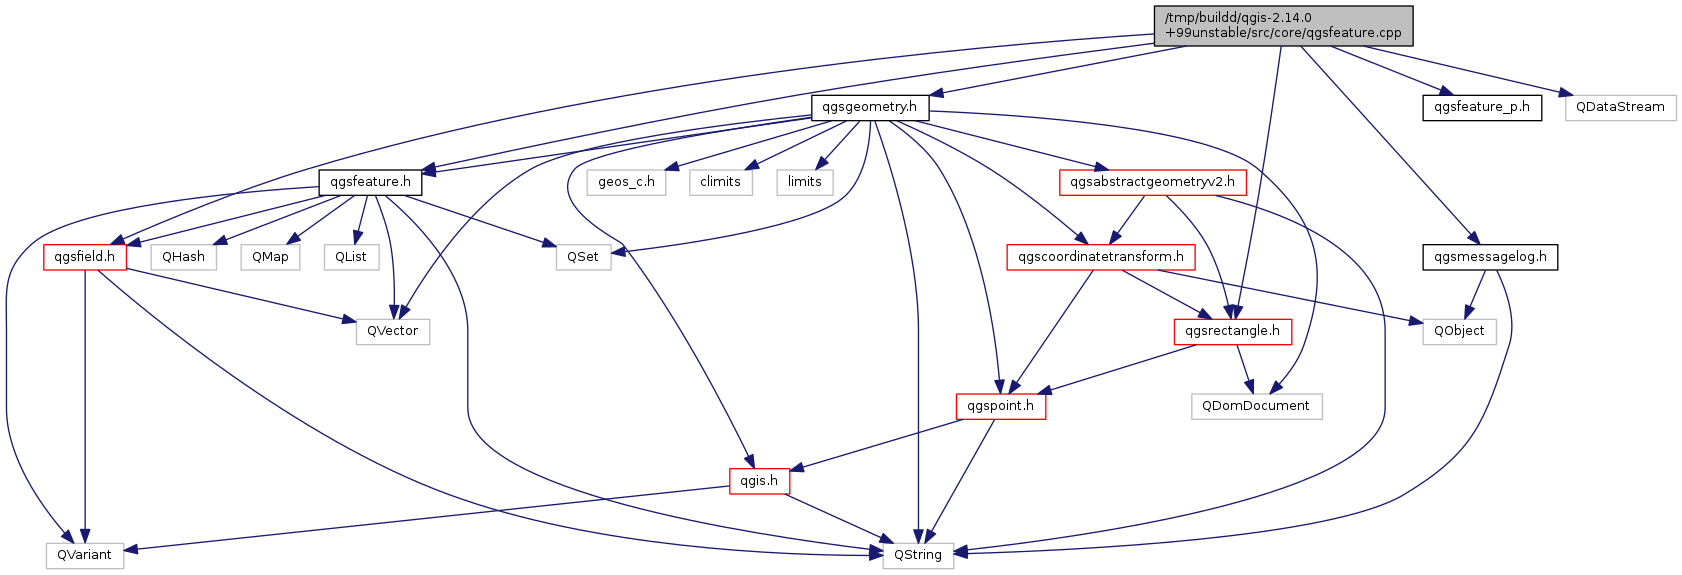 /tmp/buildd/qgis-2.14.0
+99unstable/src/core/qgsfeature.cpp
qgsgeometry.h
qgsfeature_p.h
QDataStream
qgsfeature.h
geos_c.h
climits
limits
qgsabstractgeometryv2.h
qgsfield.h
QHash
QMap
QList
QSet
qgscoordinatetransform.h
qgsmessagelog.h
QVector
qgsrectangle.h
QObject
qgspoint.h
QDomDocument
qgis.h
QVariant
QString